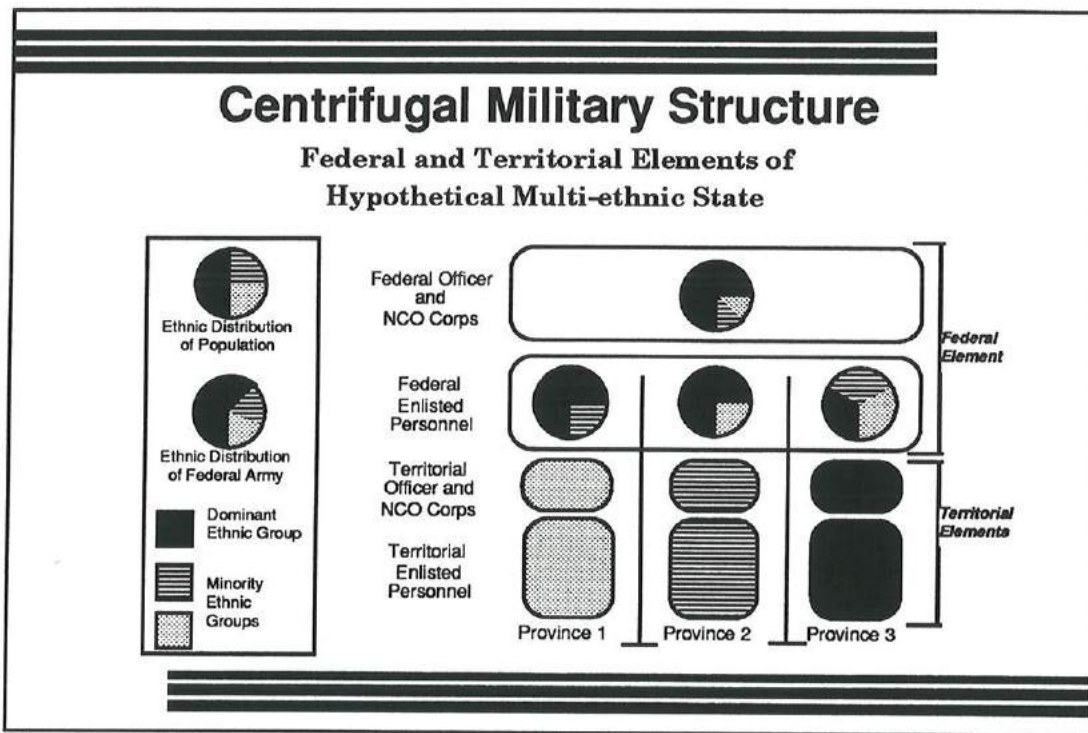 Centrifugal Military Structure
Federal and Territorial Elements of
Hypothetical Multi-ethnic State
Ethnic Distribution
of Population
Ethnic Distribution
of Federal Army
Dominant
Ethnic Group
Minority
Ethnic
Groups
Federal Officer
and
NCO Corps
Federal
Enlisted
Personnel
Territorial
Officer and
NCO Corps
Territorial
Enlisted
Personnel
Province 1
Province 2
Province 3
Federal
Element
Territorial
Elements